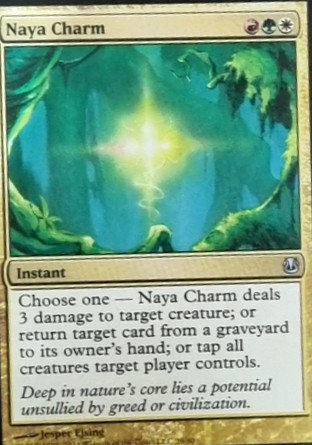 Naya Charm
Instant
Choose one — Naya Charm deals
3 damage to target creature; or
return target card from a graveyard
to its owner's hand; or tap all
creatures target player controls.
Deep in nature's core lies a potential
unsullied by greed or civilization.
Jesper Ejsing